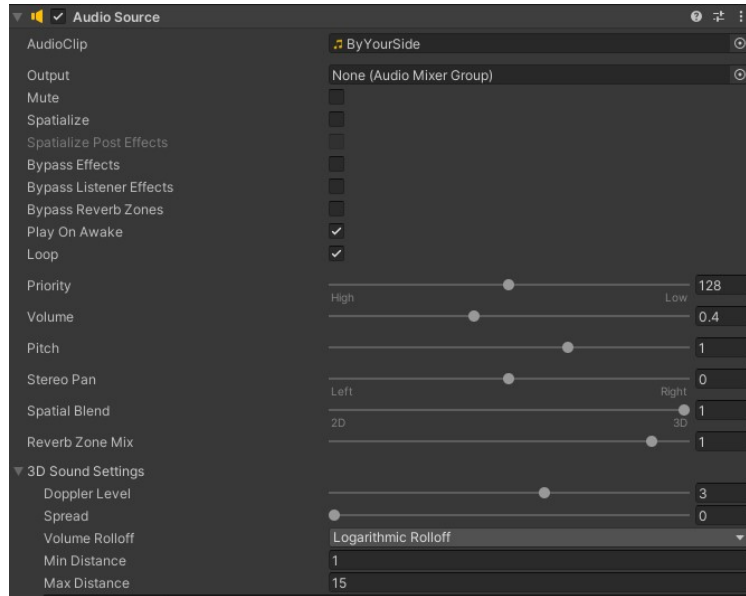 Audio Source
AudioClip ByYourSide
Output None (Audio Mixer Group)
Mute
Spatialize
Spatialize Post Effects
Bypass Effects
Bypass Listener Effects
Bypass Reverb Zones
Play On Awake
Loop
Priority 128
High Low
Volume 0.4
Pitch 1
Stereo Pan 0
Left Right
Spatial Blend 1
2D 3D
Reverb Zone Mix 1
3D Sound Settings
Doppler Level 3
Spread 0
Volume Rolloff Logarithmic Rolloff
Min Distance 1
Max Distance 15